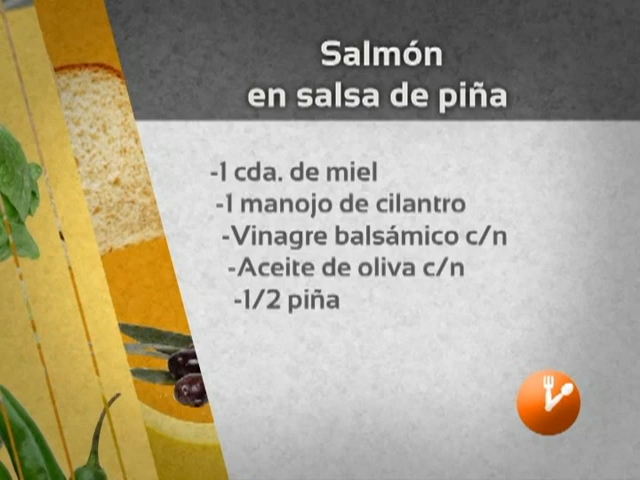 Salmón
en salsa de piña
-1 cda. de miel
-1 manojo de cilantro
-Vinagre balsámico c/n
-Aceite de oliva c/n
-1/2 piña